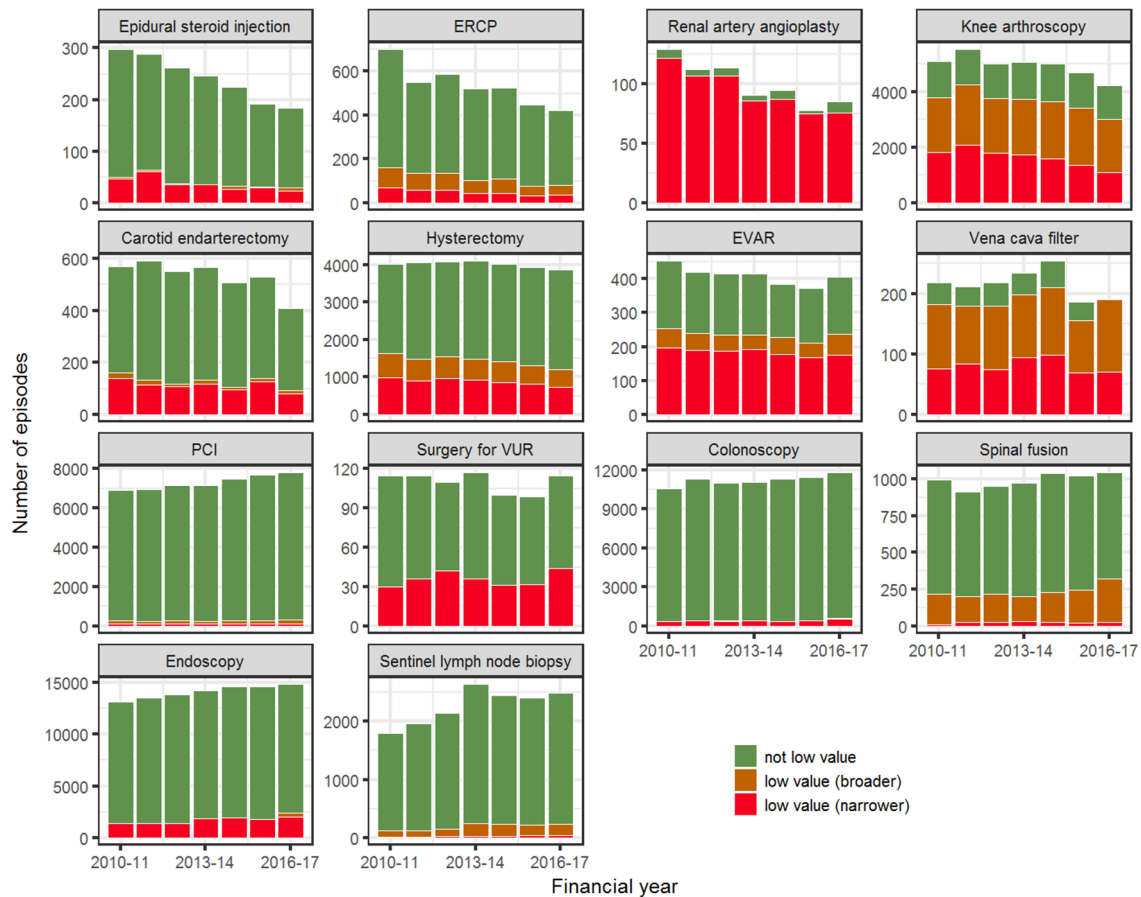 Epidural steroid injection
ERCP
Renal artery angioplasty
Knee arthroscopy
300
200
100
0
600
400
200
0
100
50
0
4000
2000
0
Carotid endarterectomy
Hysterectomy
EVAR
Vena cava filter
600
400
200
0
4000
3000
2000
1000
0
400
300
200
100
0
200
100
0
Number of episodes
PCI
Surgery for VUR
Colonoscopy
Spinal fusion
8000
6000
4000
2000
0
120
90
60
30
0
12000
9000
6000
3000
0
1000
750
500
250
0
2010-11 2013-14 2016-17
2010-11 2013-14 2016-17
Endoscopy
Sentinel lymph node biopsy
15000
10000
5000
0
2000
1000
0
2010-11 2013-14 2016-17
2010-11 2013-14 2016-17
not low value
low value (broader)
low value (narrower)
Financial year